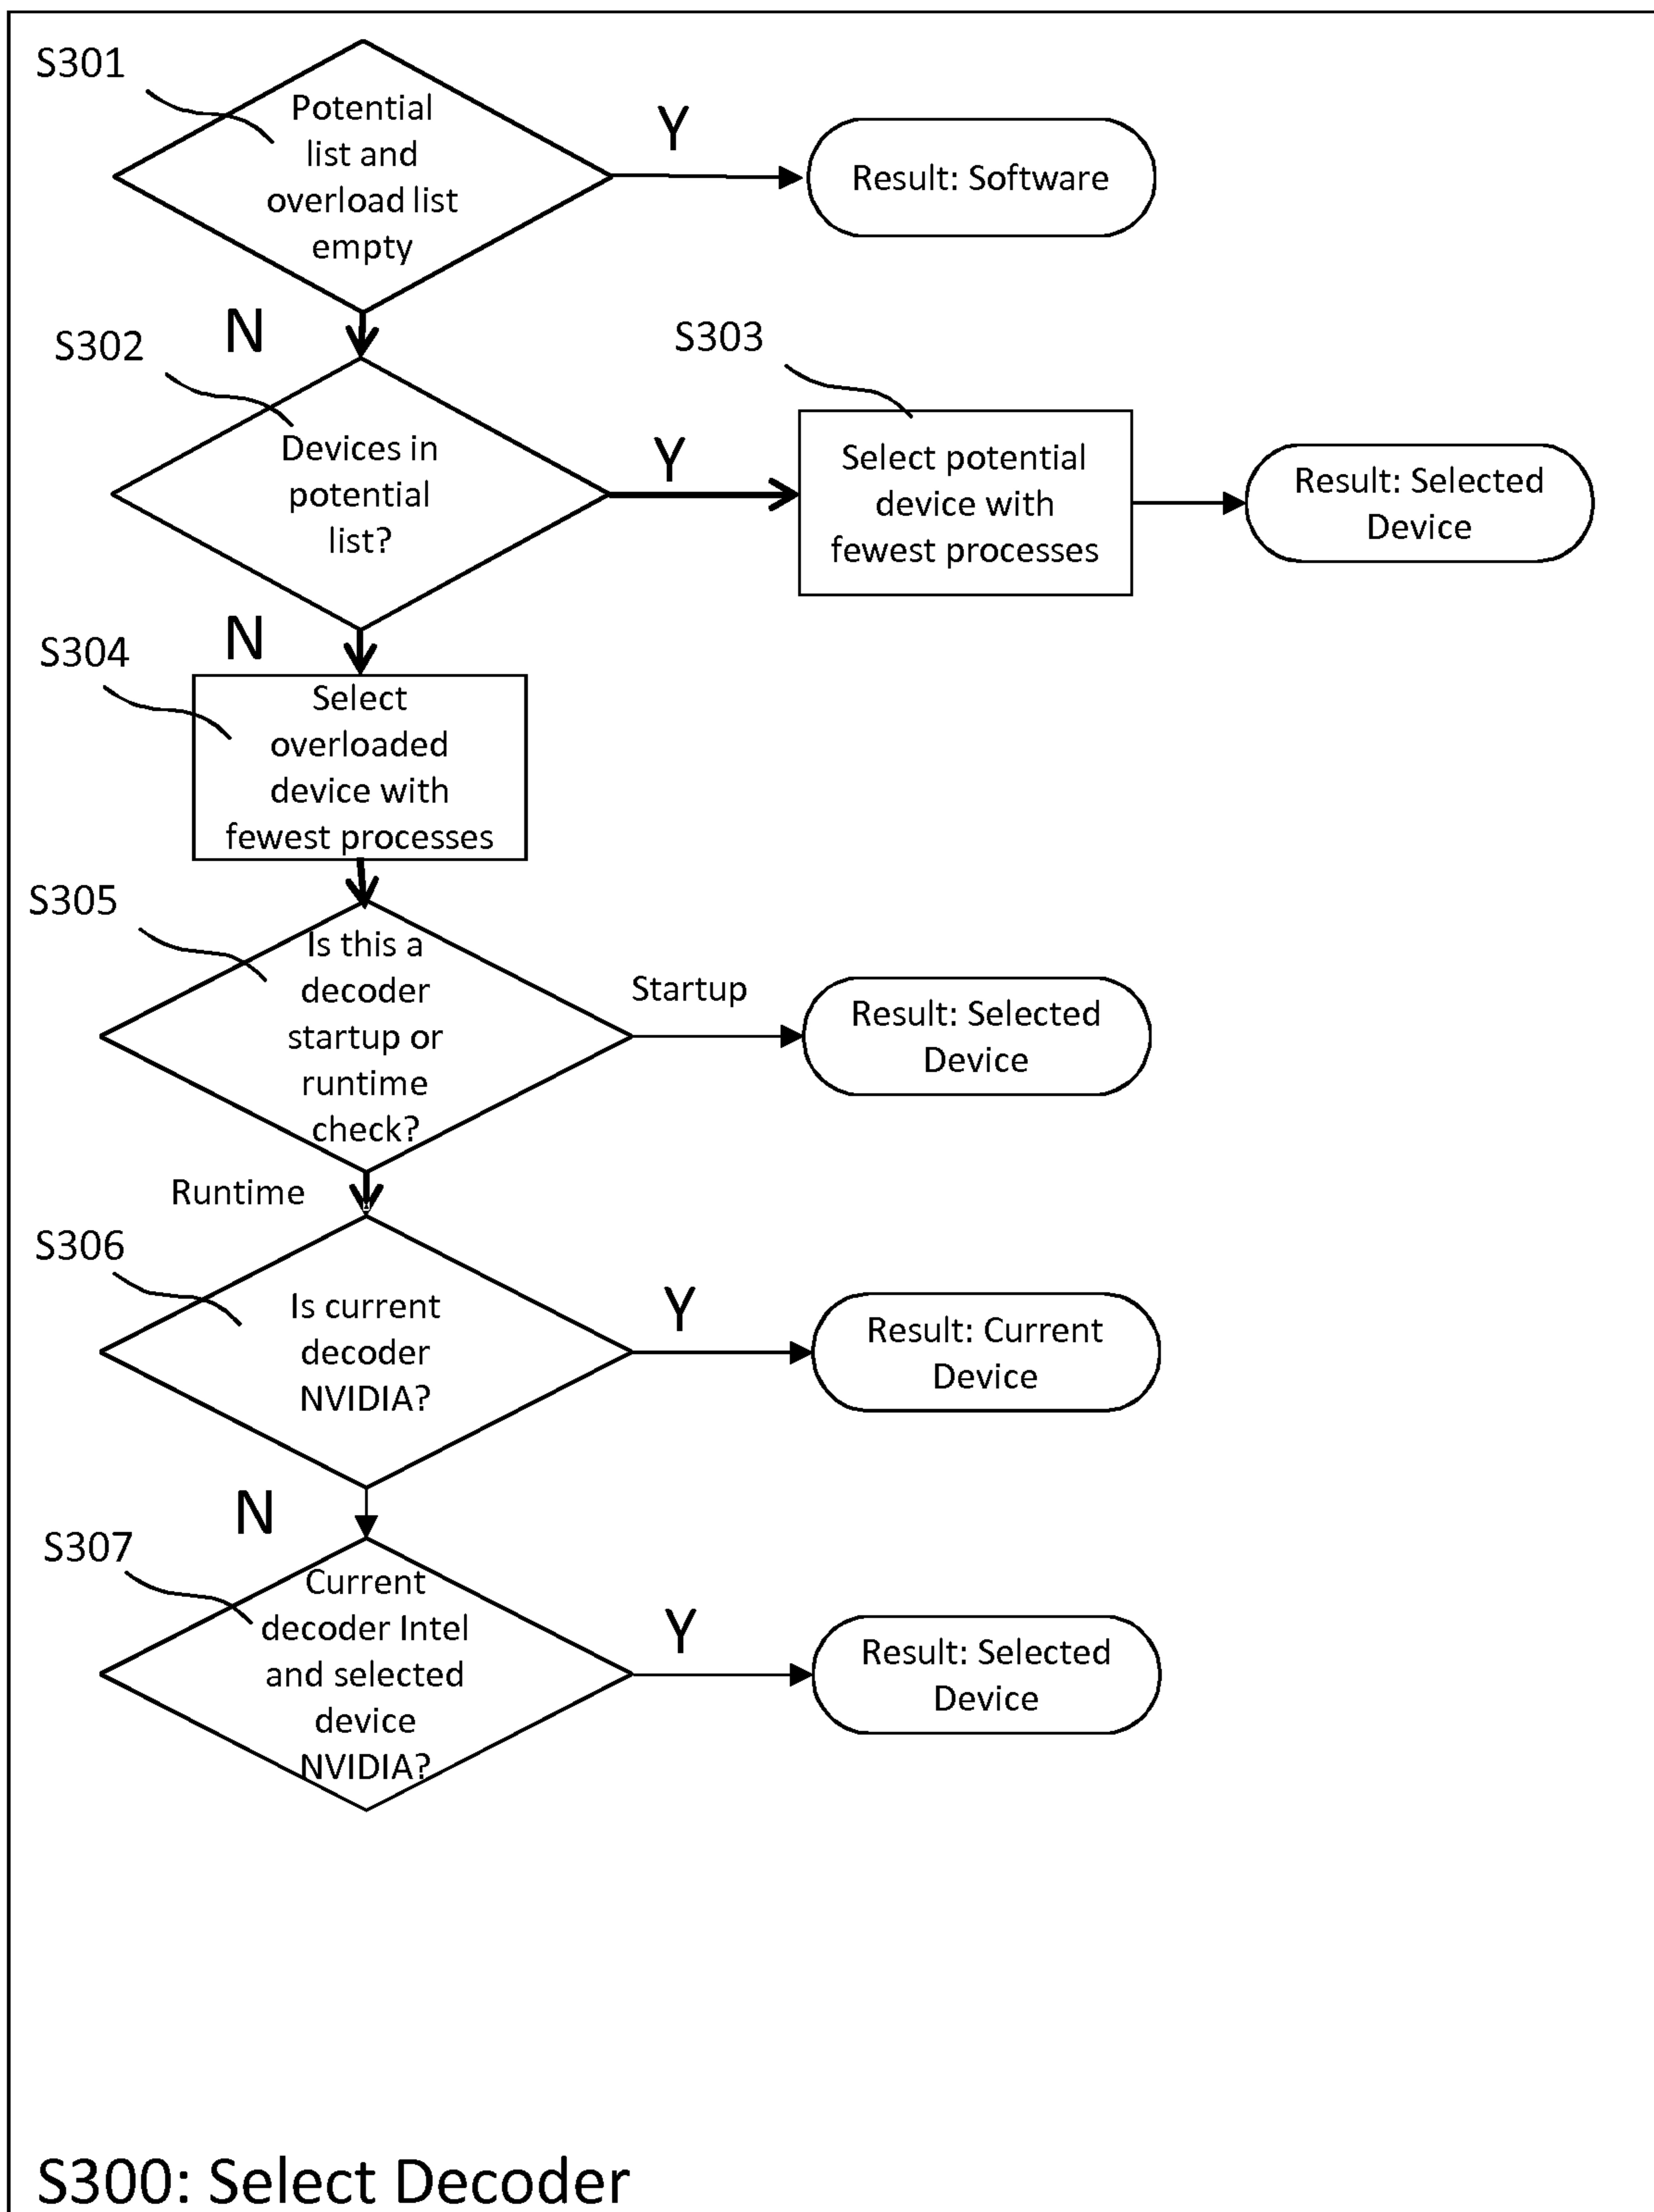 S301
Potential
list and
overload list
empty
Y
Result: Software
N
S302
Devices in
potential
list?
Y
S303
Select potential
device with
fewest processes
Result: Selected
Device
N
S304
Select
overloaded
device with
fewest processes
S305
Is this a
decoder
startup or
runtime
check?
Startup
Result: Selected
Device
Runtime
S306
Is current
decoder
NVIDIA?
Y
Result: Current
Device
N
S307
Current
decoder Intel
and selected
device
NVIDIA?
Y
Result: Selected
Device
S300: Select Decoder